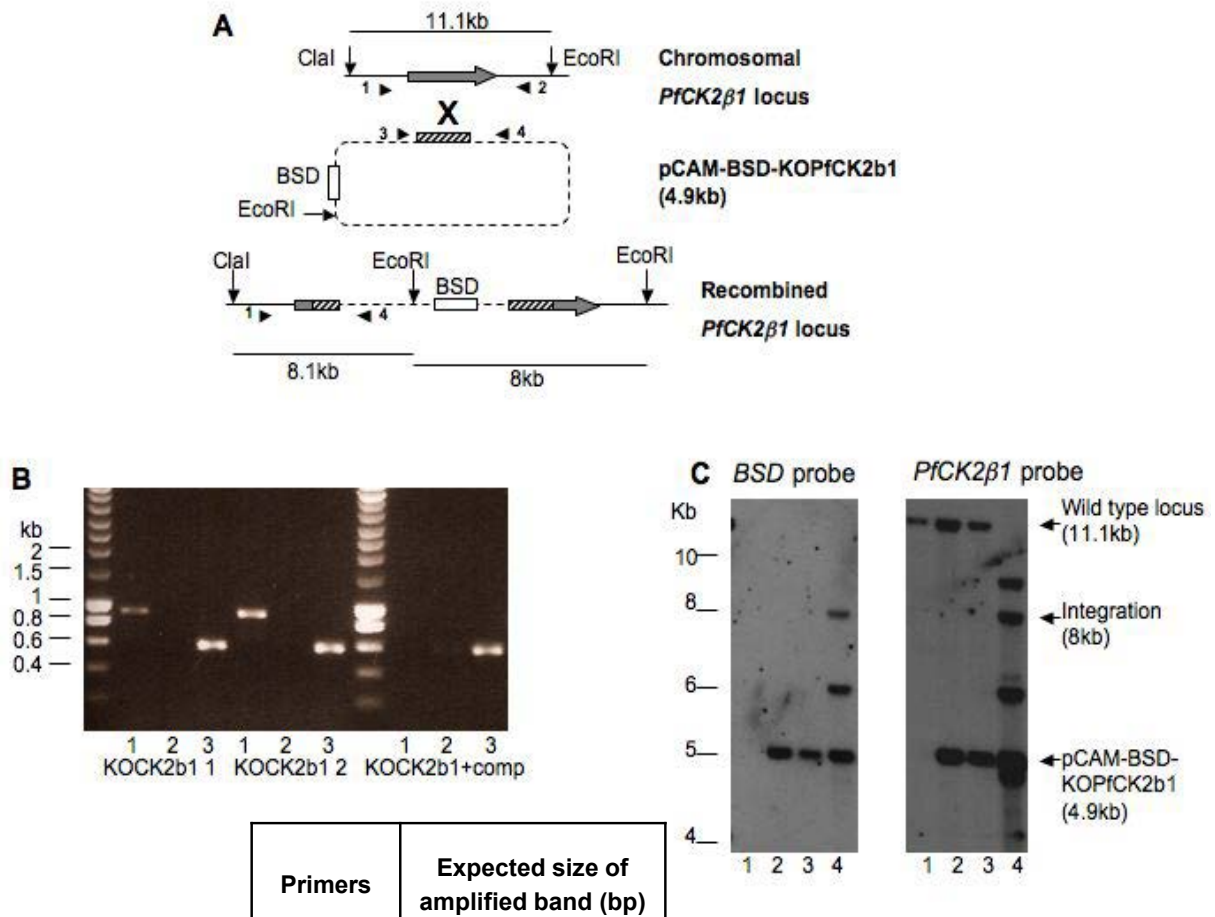 A
11.1kb
ClaI
EcoRI
Chromosomal
PfCK2β1 locus
1
2
X
3
4
BSD
EcoRI
pCAM-BSD-KOPfCK2b1
(4.9kb)
ClaI
EcoRI
EcoRI
BSD
Recombined
PfCK2β1 locus
1
4
8.1kb
8kb
B
kb
2
1.5
1
0.8
0.6
0.4
1 2 3 1 2 3 1 2 3
KOCK2b1 1 KOCK2b1 2 KOCK2b1+comp
C BSD probe PfCK2β1 probe
Kb
10
8
6
5
4
1 2 3 4
1 2 3 4
Wild type locus
(11.1kb)
Integration
(8kb)
pCAM-BSD-
KOPfCK2b1
(4.9kb)
Primers
Expected size of
amplified band (bp)